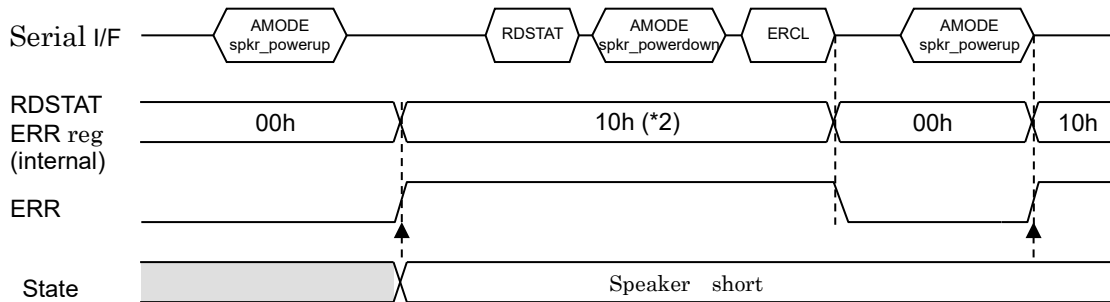 Serial I/F
AMODE
spkr_powerup
RDSTAT
AMODE
spkr_powerdown
ERCL
AMODE
spkr_powerup
RDSTAT
ERR reg
(internal)
00h
10h (*2)
00h
10h
ERR
State
Speaker short